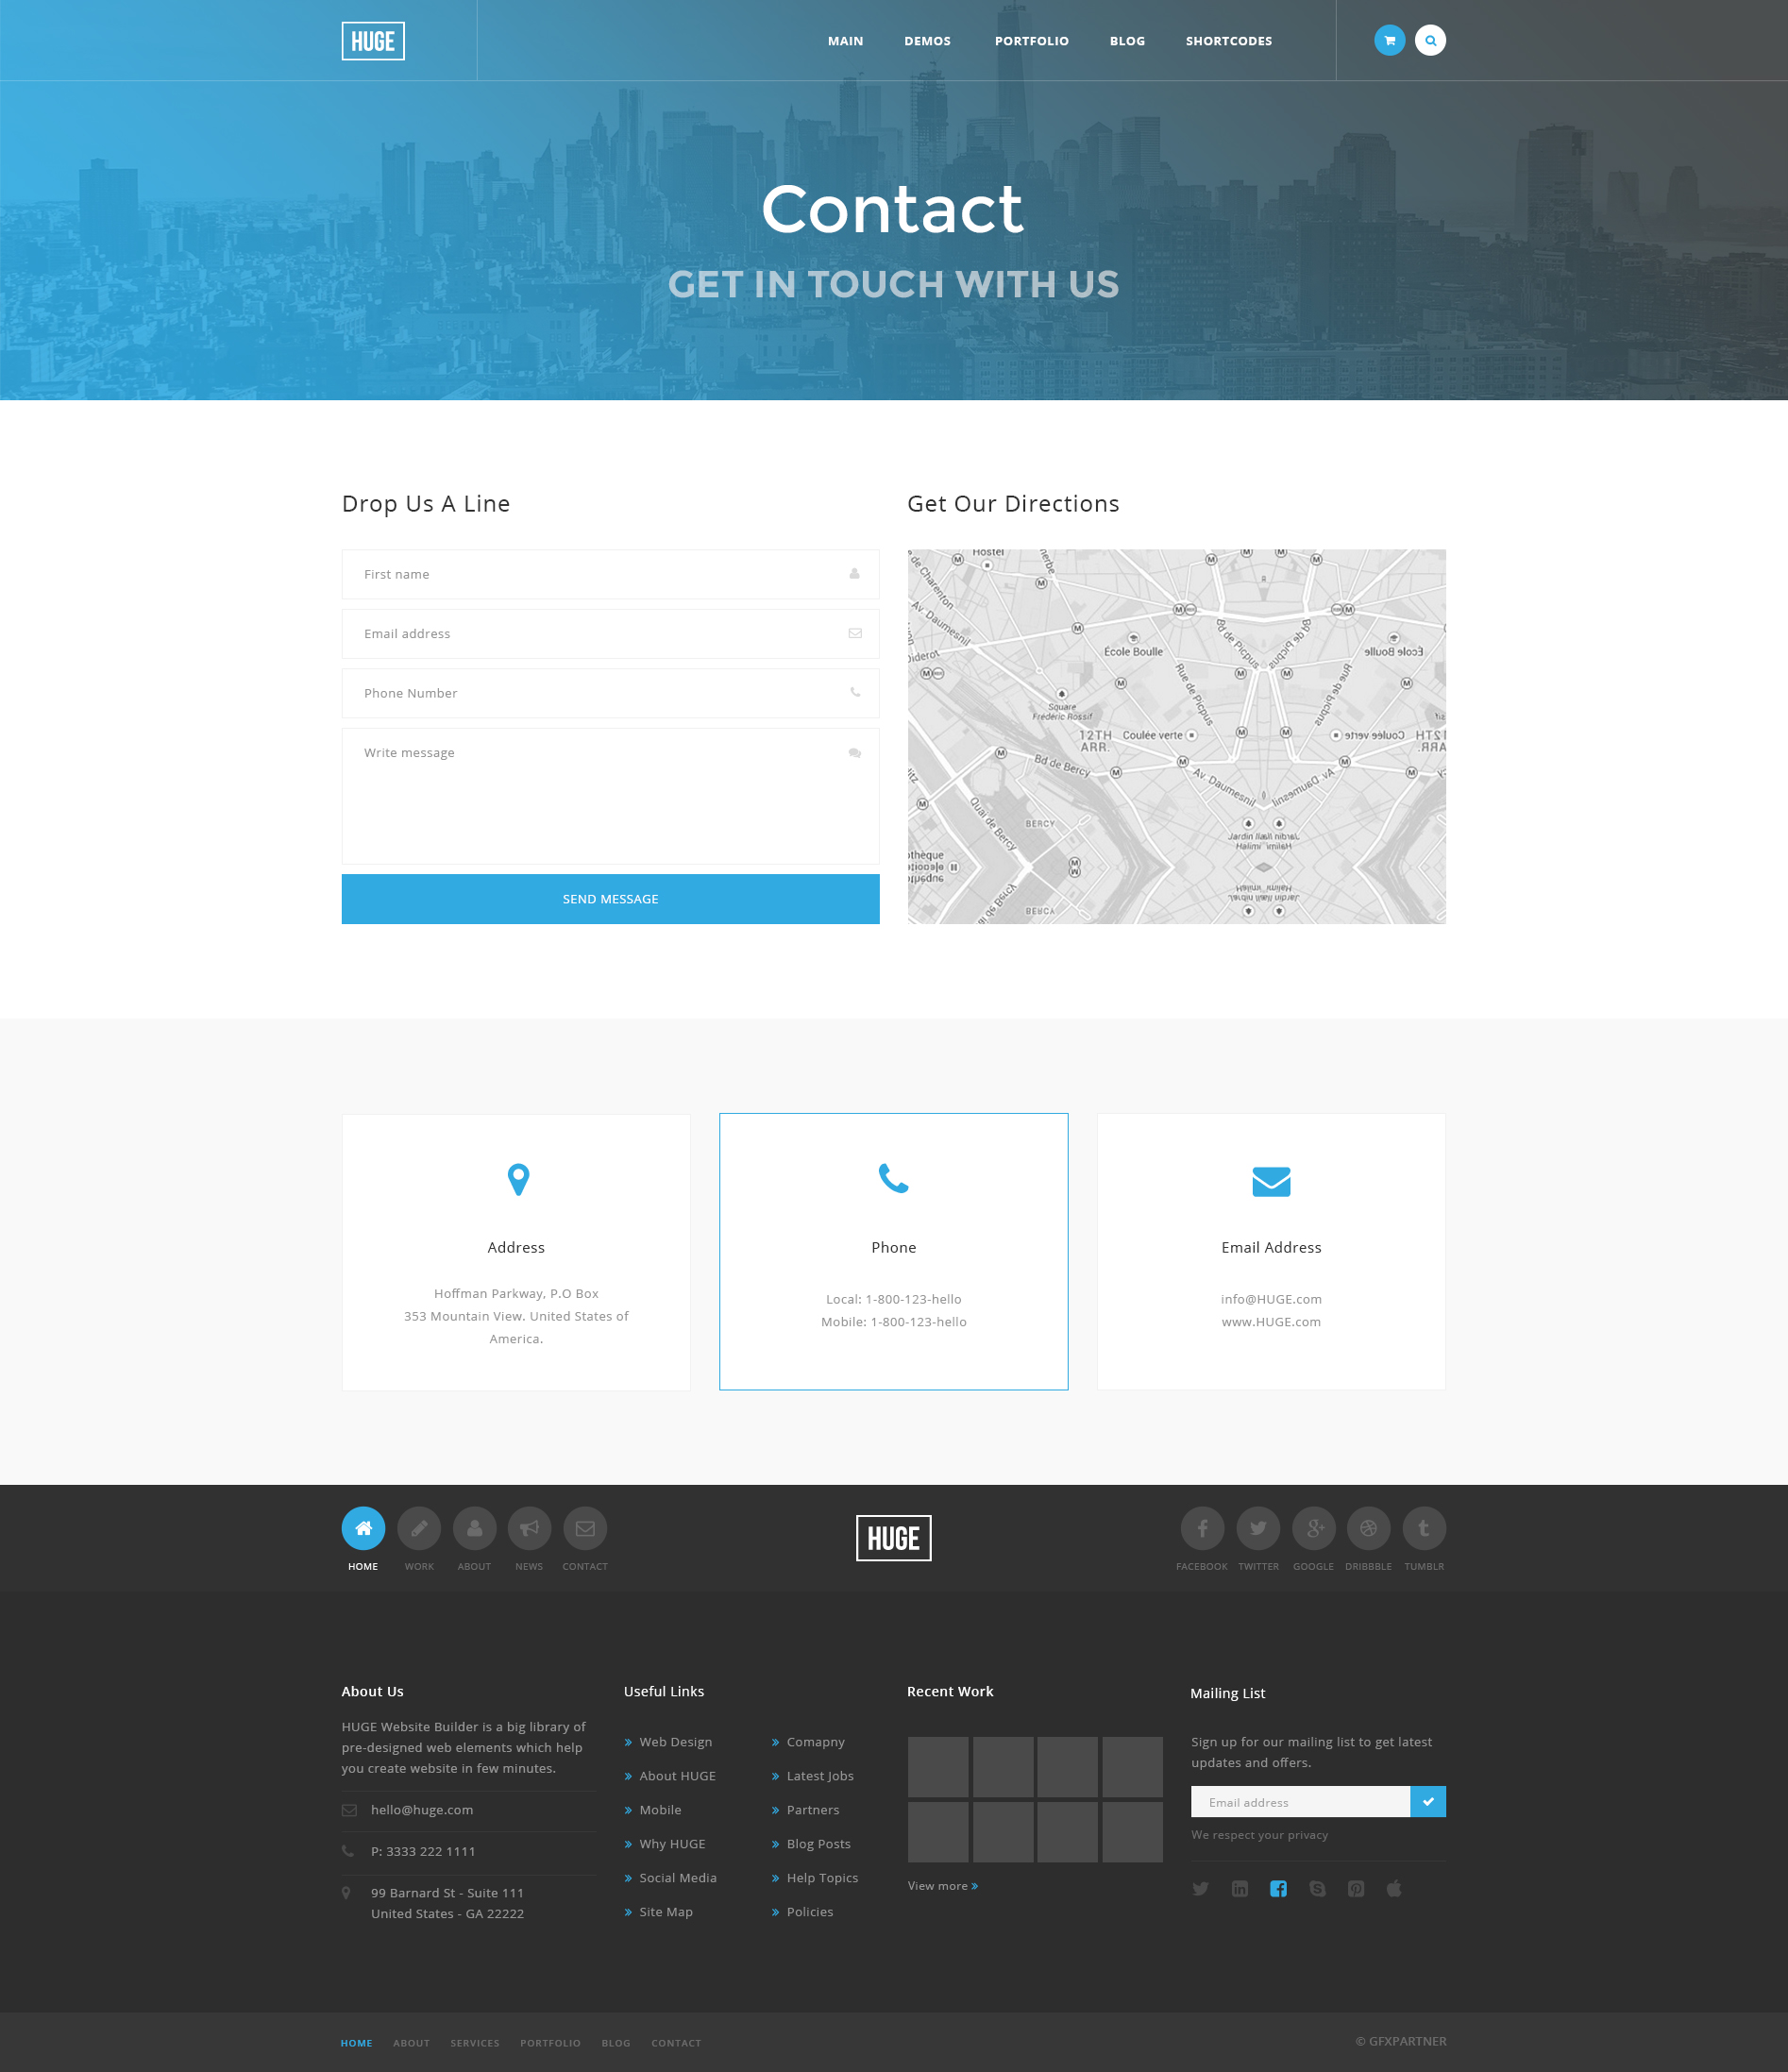 HUGE
MAIN DEMOS PORTFOLIO BLOG SHORTCODES
Contact
GET IN TOUCH WITH US
Drop Us A Line
First name
Email address
Phone Number
Write message
SEND MESSAGE
Get Our Directions
Hostel
de Charenton
Av. Daumesnil
Diderot
École Boulle
Bd de Picpus
Rue de Picpus
Square
Frédéric Rossif
12TH
ARR.
Coulée verte
Bd de Bercy
Av. Daumesnil
Quai de Bercy
BERCY
Address
Hoffman Parkway, P.O Box
353 Mountain View. United States of
America.
Phone
Local: 1-800-123-hello
Mobile: 1-800-123-hello
Email Address
info@HUGE.com
www.HUGE.com
HOME WORK ABOUT NEWS CONTACT
HUGE
FACEBOOK TWITTER GOOGLE DRIBBBLE TUMBLR
About Us
HUGE Website Builder is a big library of
pre-designed web elements which help
you create website in few minutes.
hello@huge.com
P: 3333 222 1111
99 Barnard St - Suite 111
United States - GA 22222
Useful Links
Web Design
About HUGE
Mobile
Why HUGE
Social Media
Site Map
Comapny
Latest Jobs
Partners
Blog Posts
Help Topics
Policies
Recent Work
View more
Mailing List
Sign up for our mailing list to get latest
updates and offers.
Email address
We respect your privacy
HOME ABOUT SERVICES PORTFOLIO BLOG CONTACT
© GFXPARTNER